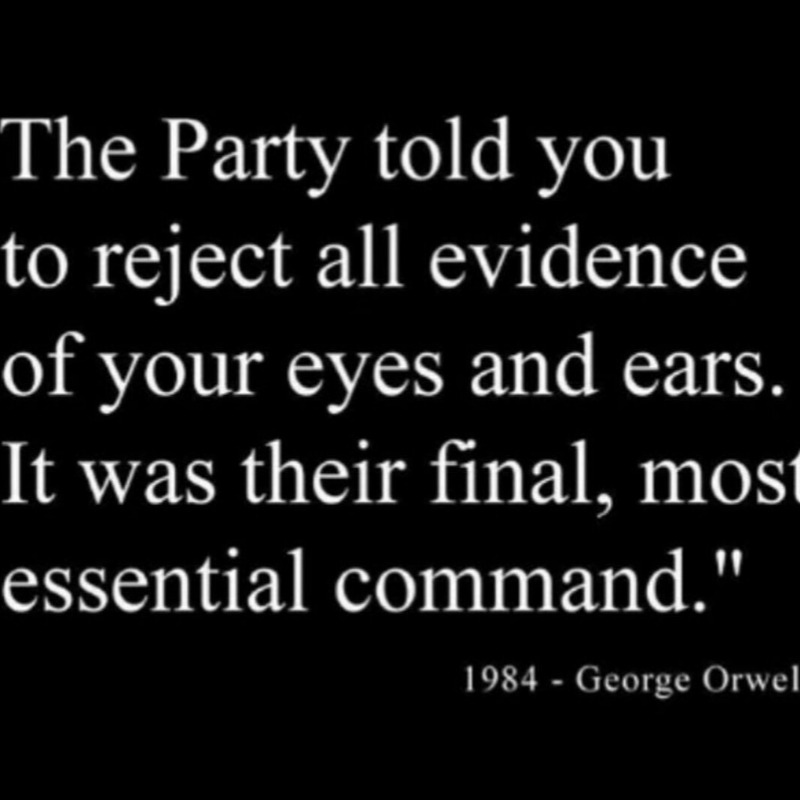 The Party told you
to reject all evidence
of your eyes and ears.
It was their final, most
essential command."
1984 - George Orwel